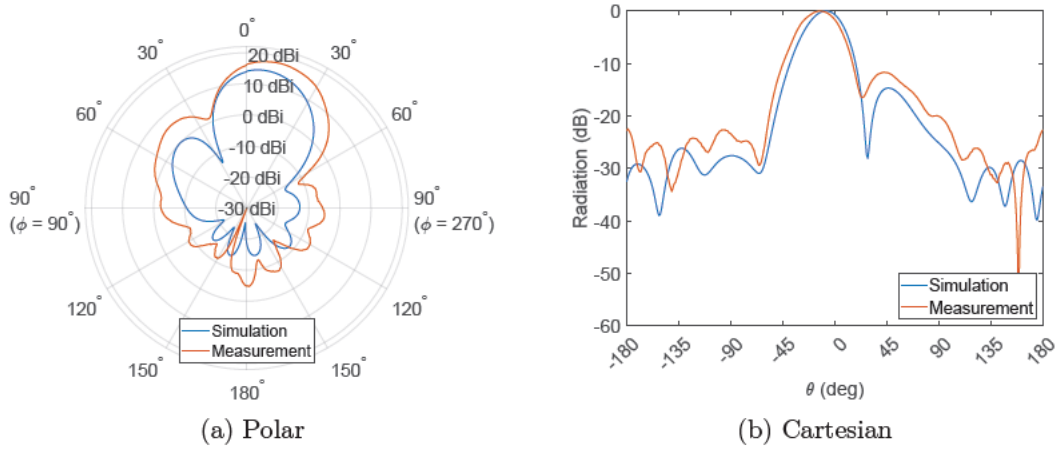 0°
30°
30°
60°
60°
90°
(ϕ = 90°)
90°
(ϕ = 270°)
120°
120°
150°
150°
180°
20 dBi
10 dBi
0 dBi
-10 dBi
-20 dBi
-30 dBi
Simulation
Measurement
(a) Polar
0
-10
-20
-30
-40
-50
-60
Radiation (dB)
-180
-135
-90
-45
0
45
90
135
180
θ (deg)
Simulation
Measurement
(b) Cartesian